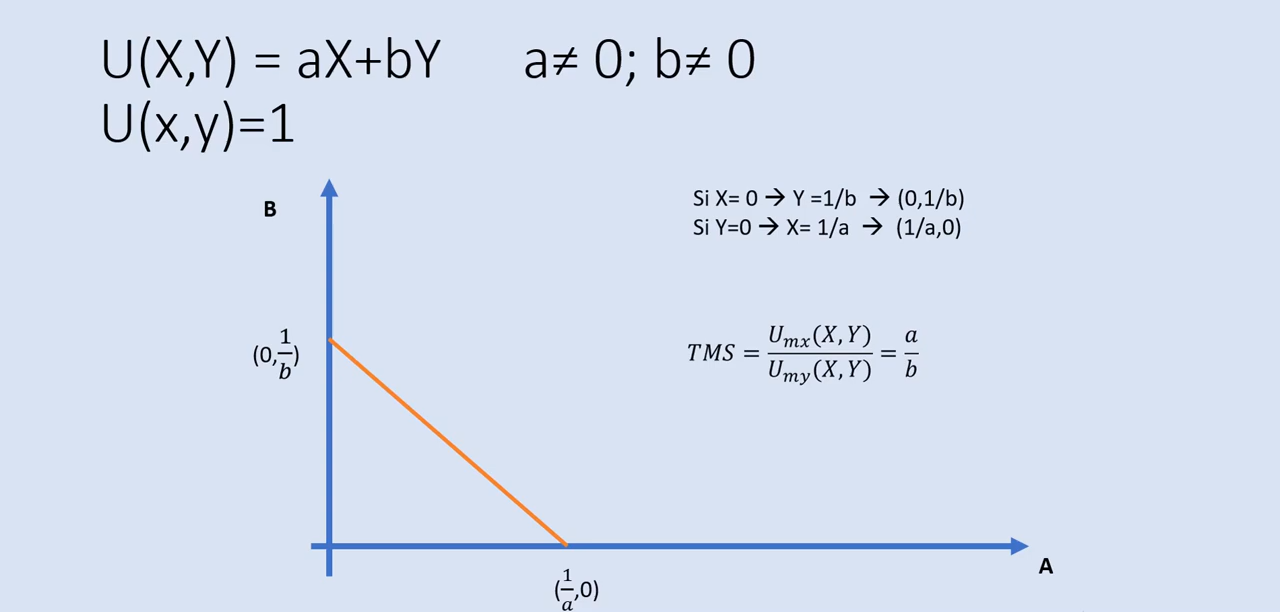 U(X,Y) = aX+bY a≠ 0; b≠ 0
U(x,y)=1
B
Si X= 0 → Y =1/b → (0,1/b)
Si Y=0 → X= 1/a → (1/a,0)
(0,1/b)
TMS = Umx(X,Y)/Umy(X,Y) = a/b
A
(1/a,0)